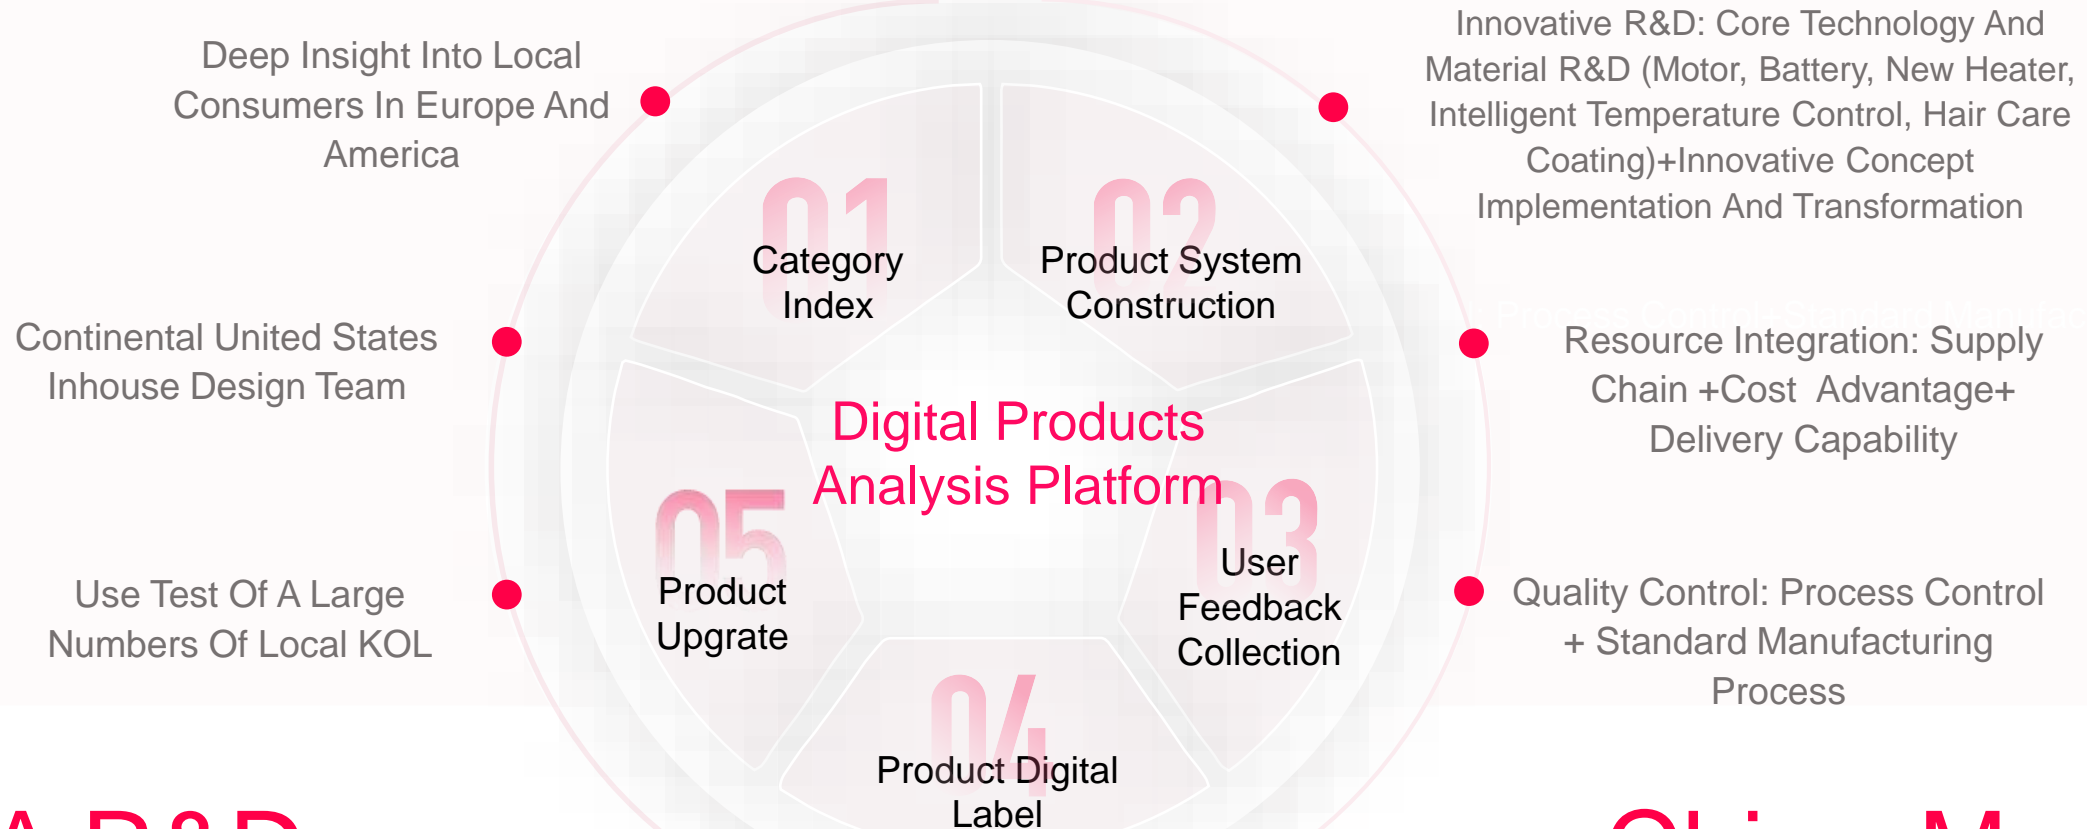 Deep Insight Into Local
Consumers In Europe And
America
Continental United States
Inhouse Design Team
Use Test Of A Large
Numbers Of Local KOL
01
Category
Index
02
Product System
Construction
Digital Products
Analysis Platform
03
User
Feedback
Collection
04
Product Digital
Label
05
Product
Upgrate
Innovative R&D: Core Technology And
Material R&D (Motor, Battery, New Heater,
Intelligent Temperature Control, Hair Care
Coating)+Innovative Concept
Implementation And Transformation
Process Control+Standard Manufac
Resource Integration: Supply
Chain +Cost Advantage+
Delivery Capability
Quality Control: Process Control
+ Standard Manufacturing
Process
R&D